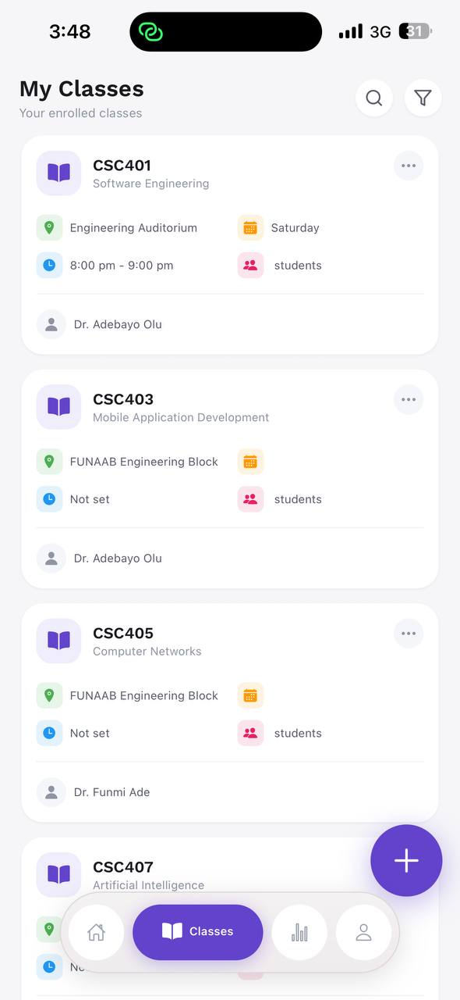 3:48
3G
31
My Classes
Your enrolled classes
CSC401
Software Engineering
Engineering Auditorium
Saturday
8:00 pm - 9:00 pm
students
Dr. Adebayo Olu
CSC403
Mobile Application Development
FUNAAB Engineering Block
Not set
students
Dr. Adebayo Olu
CSC405
Computer Networks
FUNAAB Engineering Block
Not set
students
Dr. Funmi Ade
CSC407
Artificial Intelligence
Classes